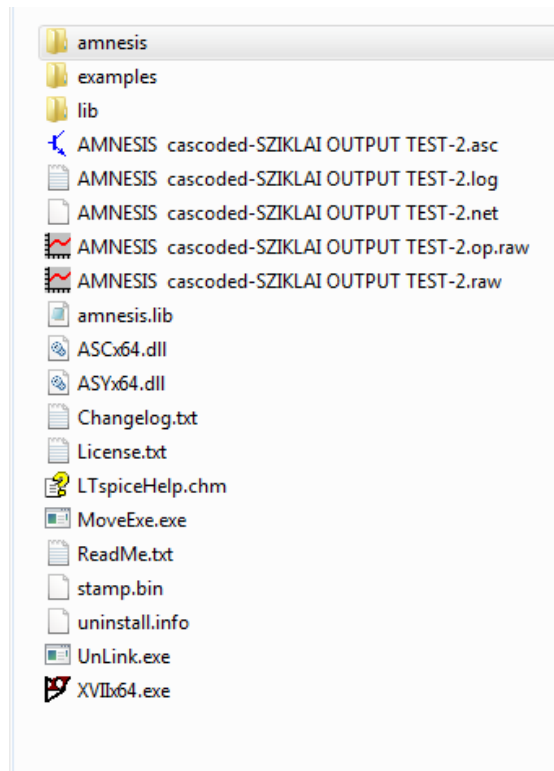 amnesis
examples
lib
AMNESIS  cascoded-SZIKLAI OUTPUT TEST-2.asc
AMNESIS  cascoded-SZIKLAI OUTPUT TEST-2.log
AMNESIS  cascoded-SZIKLAI OUTPUT TEST-2.net
AMNESIS  cascoded-SZIKLAI OUTPUT TEST-2.op.raw
AMNESIS  cascoded-SZIKLAI OUTPUT TEST-2.raw
amnesis.lib
ASCx64.dll
ASYx64.dll
Changelog.txt
License.txt
LTspiceHelp.chm
MoveExe.exe
ReadMe.txt
stamp.bin
uninstall.info
UnLink.exe
XVIIx64.exe